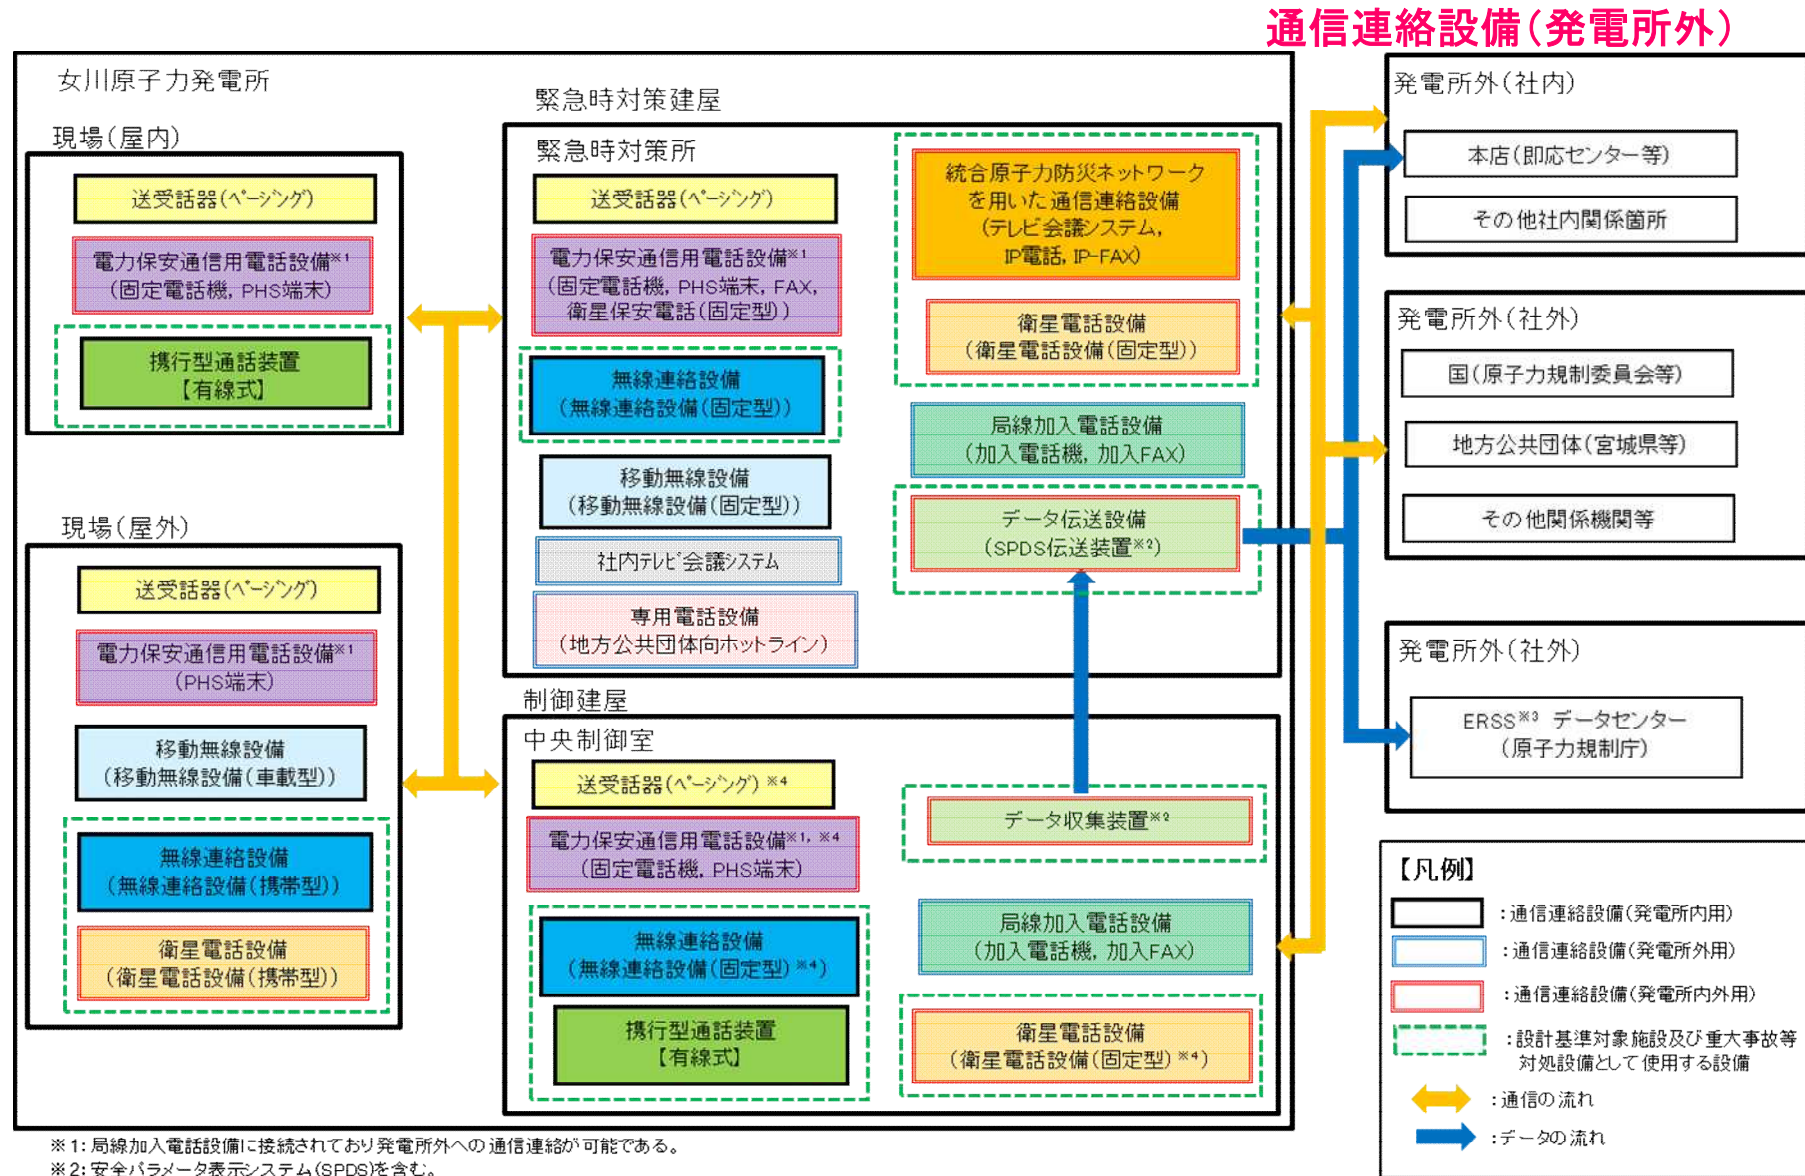 通信連絡設備（発電所外）
女川原子力発電所
現場(屋内)
送受話器(ページング)
電力保安通信用電話設備※1
(固定電話機, PHS端末)
携行型通話装置
【有線式】
現場(屋外)
送受話器(ページング)
電力保安通信用電話設備※1
(PHS端末)
移動無線設備
(移動無線設備(車載型))
無線連絡設備
(無線連絡設備(携帯型))
衛星電話設備
(衛星電話設備(携帯型))
緊急時対策建屋
緊急時対策所
送受話器(ページング)
電力保安通信用電話設備※1
(固定電話機, PHS端末, FAX,
衛星保安電話(固定型))
無線連絡設備
(無線連絡設備(固定型))
移動無線設備
(移動無線設備(固定型))
社内テレビ会議システム
専用電話設備
(地方公共団体向ホットライン)
統合原子力防災ネットワーク
を用いた通信連絡設備
(テレビ会議システム,
IP電話, IP-FAX)
衛星電話設備
(衛星電話設備(固定型))
局線加入電話設備
(加入電話機, 加入FAX)
データ伝送設備
(SPDS伝送装置※2)
制御建屋
中央制御室
送受話器(ページング)※4
電力保安通信用電話設備※1, ※4
(固定電話機, PHS端末)
無線連絡設備
(無線連絡設備(固定型)※4)
携行型通話装置
【有線式】
データ収集装置※2
局線加入電話設備
(加入電話機, 加入FAX)
衛星電話設備
(衛星電話設備(固定型)※4)
発電所外(社内)
本店(即応センター等)
その他社内関係箇所
発電所外(社外)
国(原子力規制委員会等)
地方公共団体(宮城県等)
その他関係機関等
発電所外(社外)
ERSS※3 データセンター
(原子力規制庁)
【凡例】
:通信連絡設備(発電所内用)
:通信連絡設備(発電所外用)
:通信連絡設備(発電所内外用)
:設計基準対象施設及び重大事故等
対処設備として使用する設備
:通信の流れ
:データの流れ
※1:局線加入電話設備に接続されており発電所外への通信連絡が可能である。
※2:安全パラメータ表示システム(SPDS)を含む。